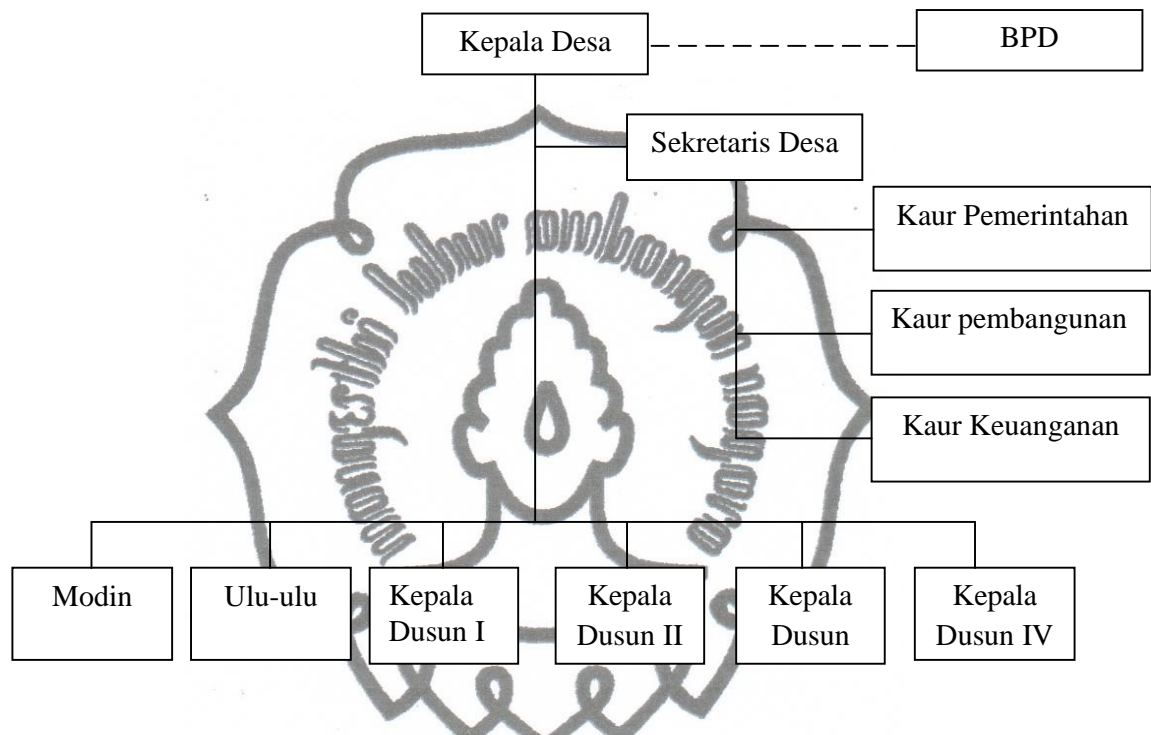 Kepala Desa
BPD
Sekretaris Desa
Kaur Pemerintahan
Kaur pembangunan
Kaur Keuanganan
Modin
Ulu-ulu
Kepala
Dusun I
Kepala
Dusun II
Kepala
Dusun
Kepala
Dusun IV